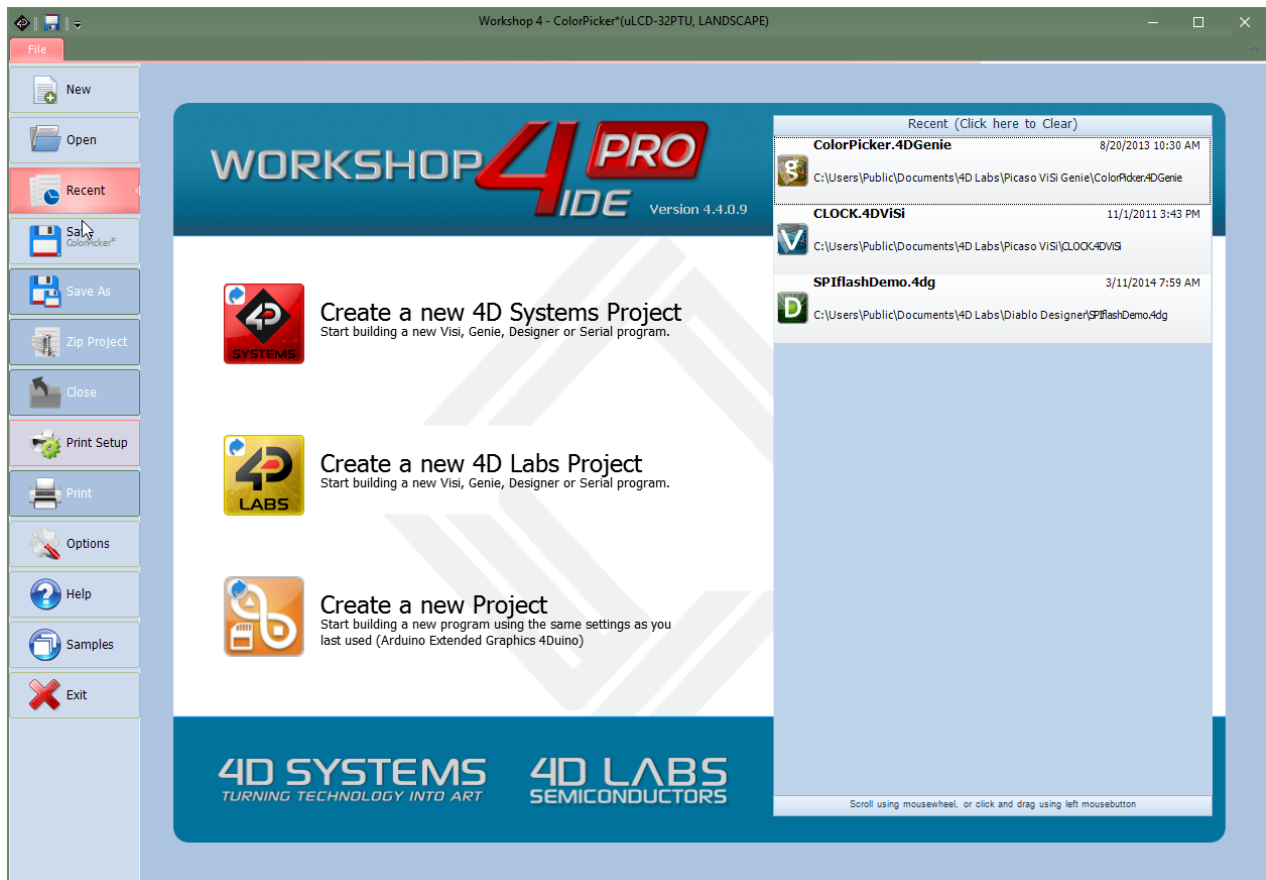 Workshop 4 - ColorPicker*(uLCD-32PTU, LANDSCAPE)
File
New
Open
Recent
Save
ColorPicker*
Save As
Zip Project
Close
Print Setup
Print
Options
Help
Samples
Exit
WORKSHOP 4 PRO
IDE Version 4.4.0.9
Create a new 4D Systems Project
Start building a new Visi, Genie, Designer or Serial program.
4D
SYSTEMS
Create a new 4D Labs Project
Start building a new Visi, Genie, Designer or Serial program.
4D
LABS
Create a new Project
Start building a new program using the same settings as you
last used (Arduino Extended Graphics 4Duino)
4D SYSTEMS
TURNING TECHNOLOGY INTO ART
4D LABS
SEMICONDUCTORS
Recent (Click here to Clear)
ColorPicker.4DGenie 8/20/2013 10:30 AM
g
C:\Users\Public\Documents\4D Labs\Picaso ViSi Genie\ColorPicker.4DGenie
CLOCK.4DViSi 11/1/2011 3:43 PM
V
C:\Users\Public\Documents\4D Labs\Picaso ViSi\CLOCK.4DViSi
SPIflashDemo.4dg 3/11/2014 7:59 AM
D
C:\Users\Public\Documents\4D Labs\Diablo Designer\SPIflashDemo.4dg
Scroll using mousewheel, or click and drag using left mousebutton